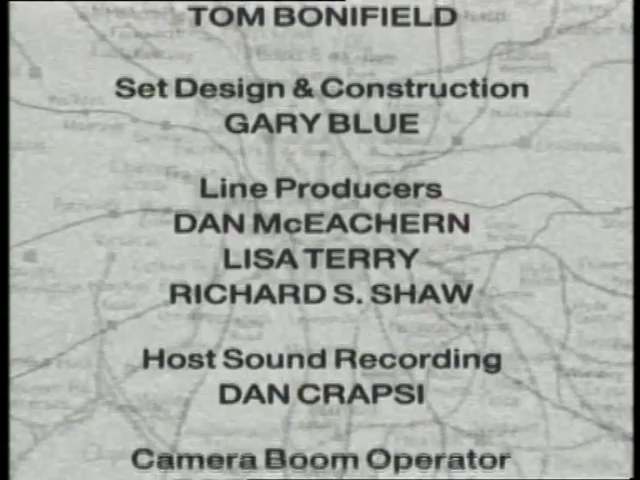 TOM BONIFIELD
Set Design & Construction
GARY BLUE
Line Producers
DAN McEACHERN
LISA TERRY
RICHARD S. SHAW
Host Sound Recording
DAN CRAPSI
Camera Boom Operator